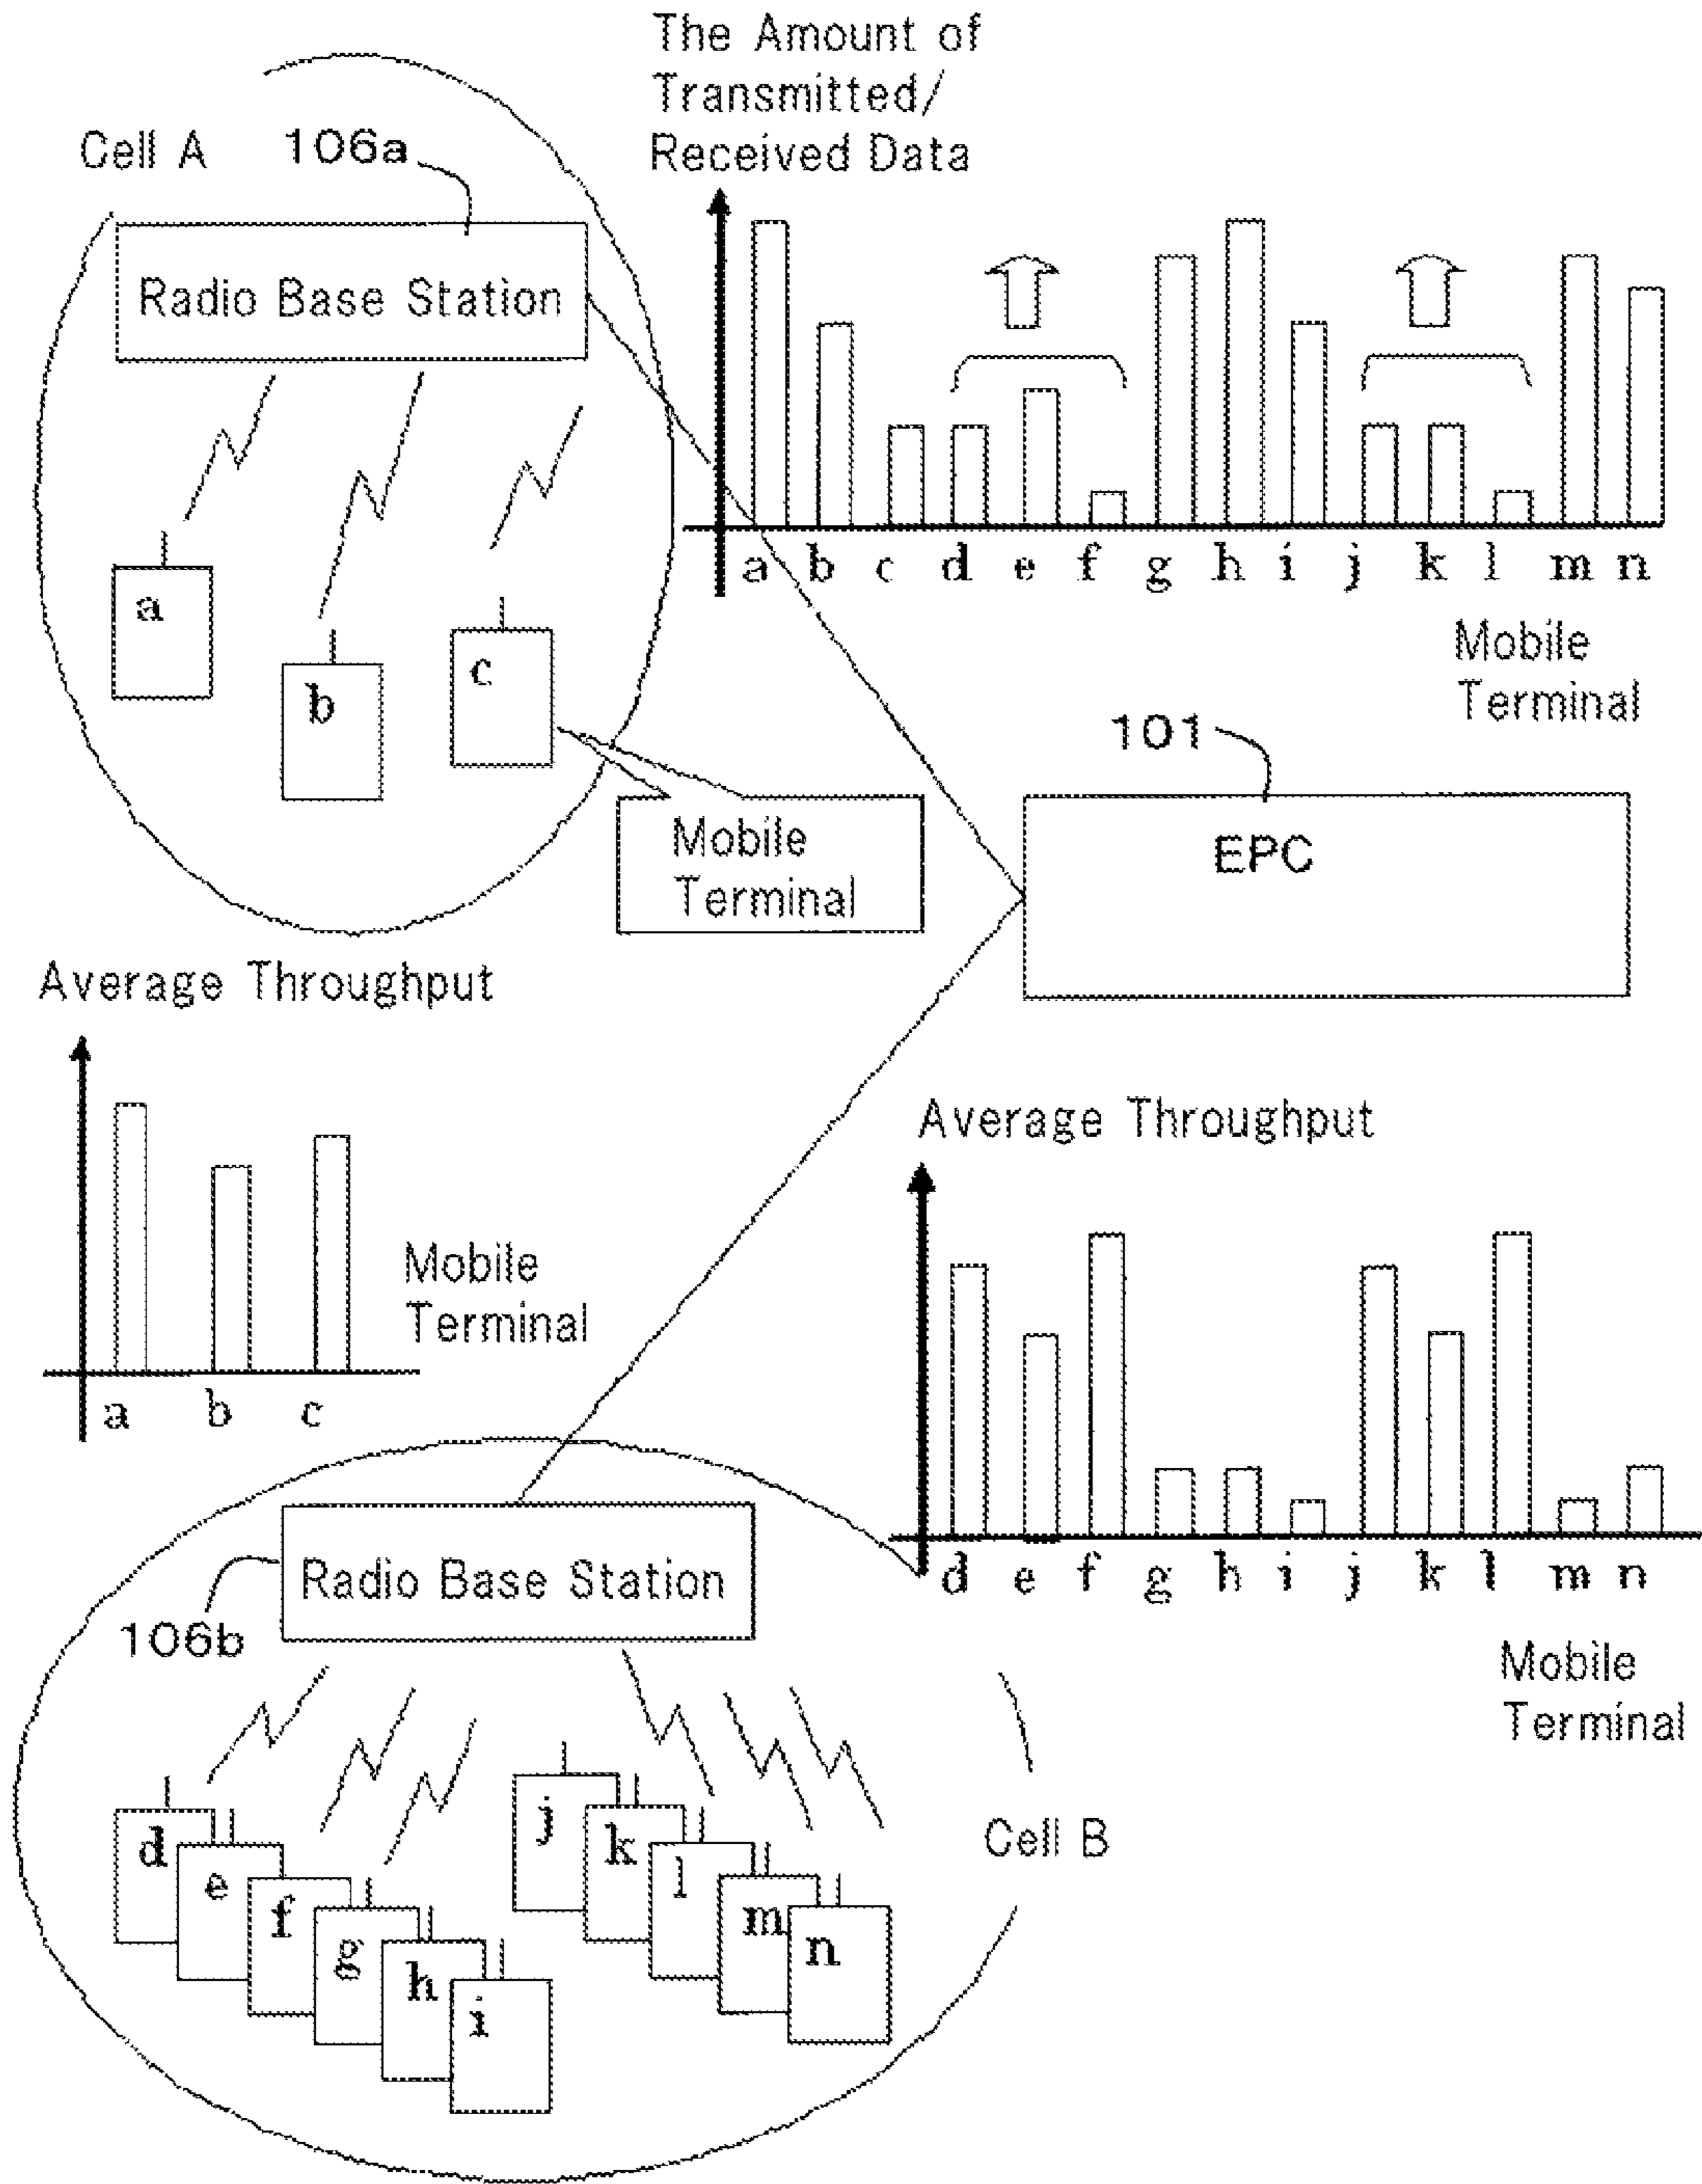 The Amount of
Transmitted/
Received Data
Cell A
106a
Radio Base Station
a b c d e f g h i j k l m n
Mobile
Terminal
a
b
c
Mobile
Terminal
101
EPC
Average Throughput
Mobile
Terminal
a b c
Average Throughput
d e f g h i j k l m n
Mobile
Terminal
Radio Base Station
106b
Cell B
d
e
f
g
h
i
j
k
l
m
n